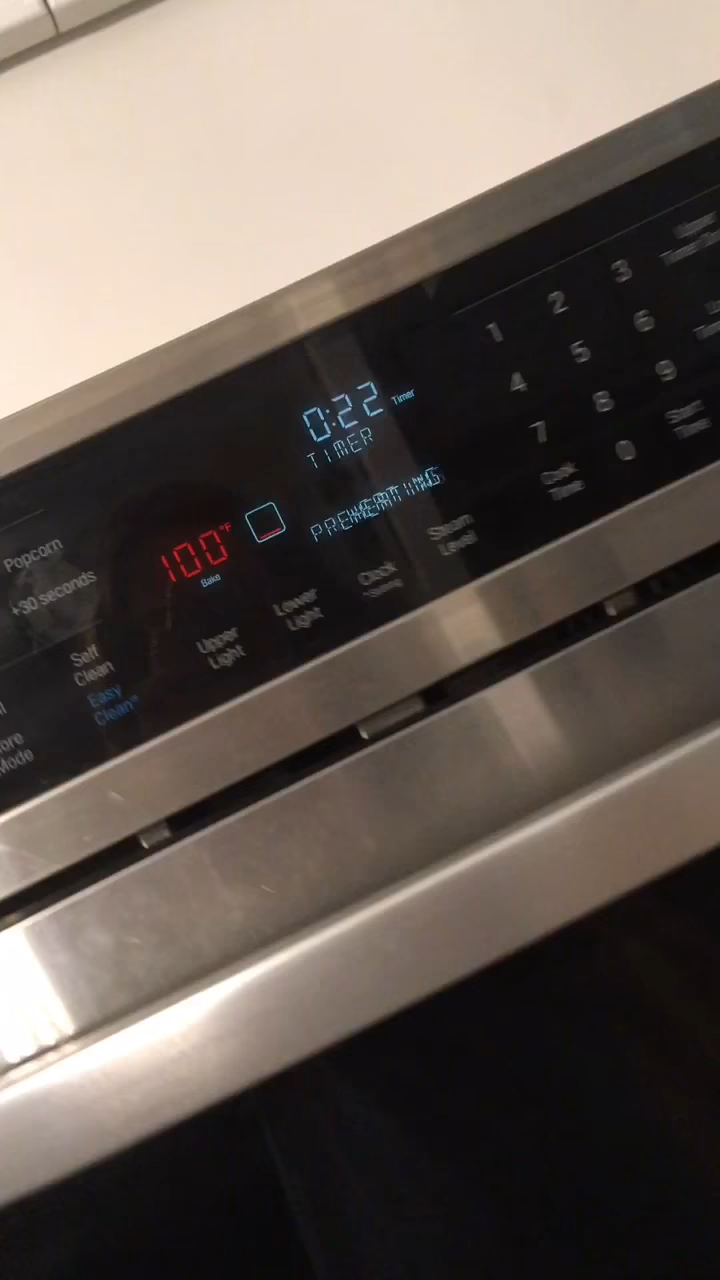 1 2 3
4 5 6
7 8 9
0
0:22 Timer
TIMER
PREHEATING
100°F
Bake
Popcorn
+30 seconds
Self
Clean
Easy
Clean®
Upper
Light
Lower
Light
Clock
Cook
Time
Steam
Level
Start
Time
Mode